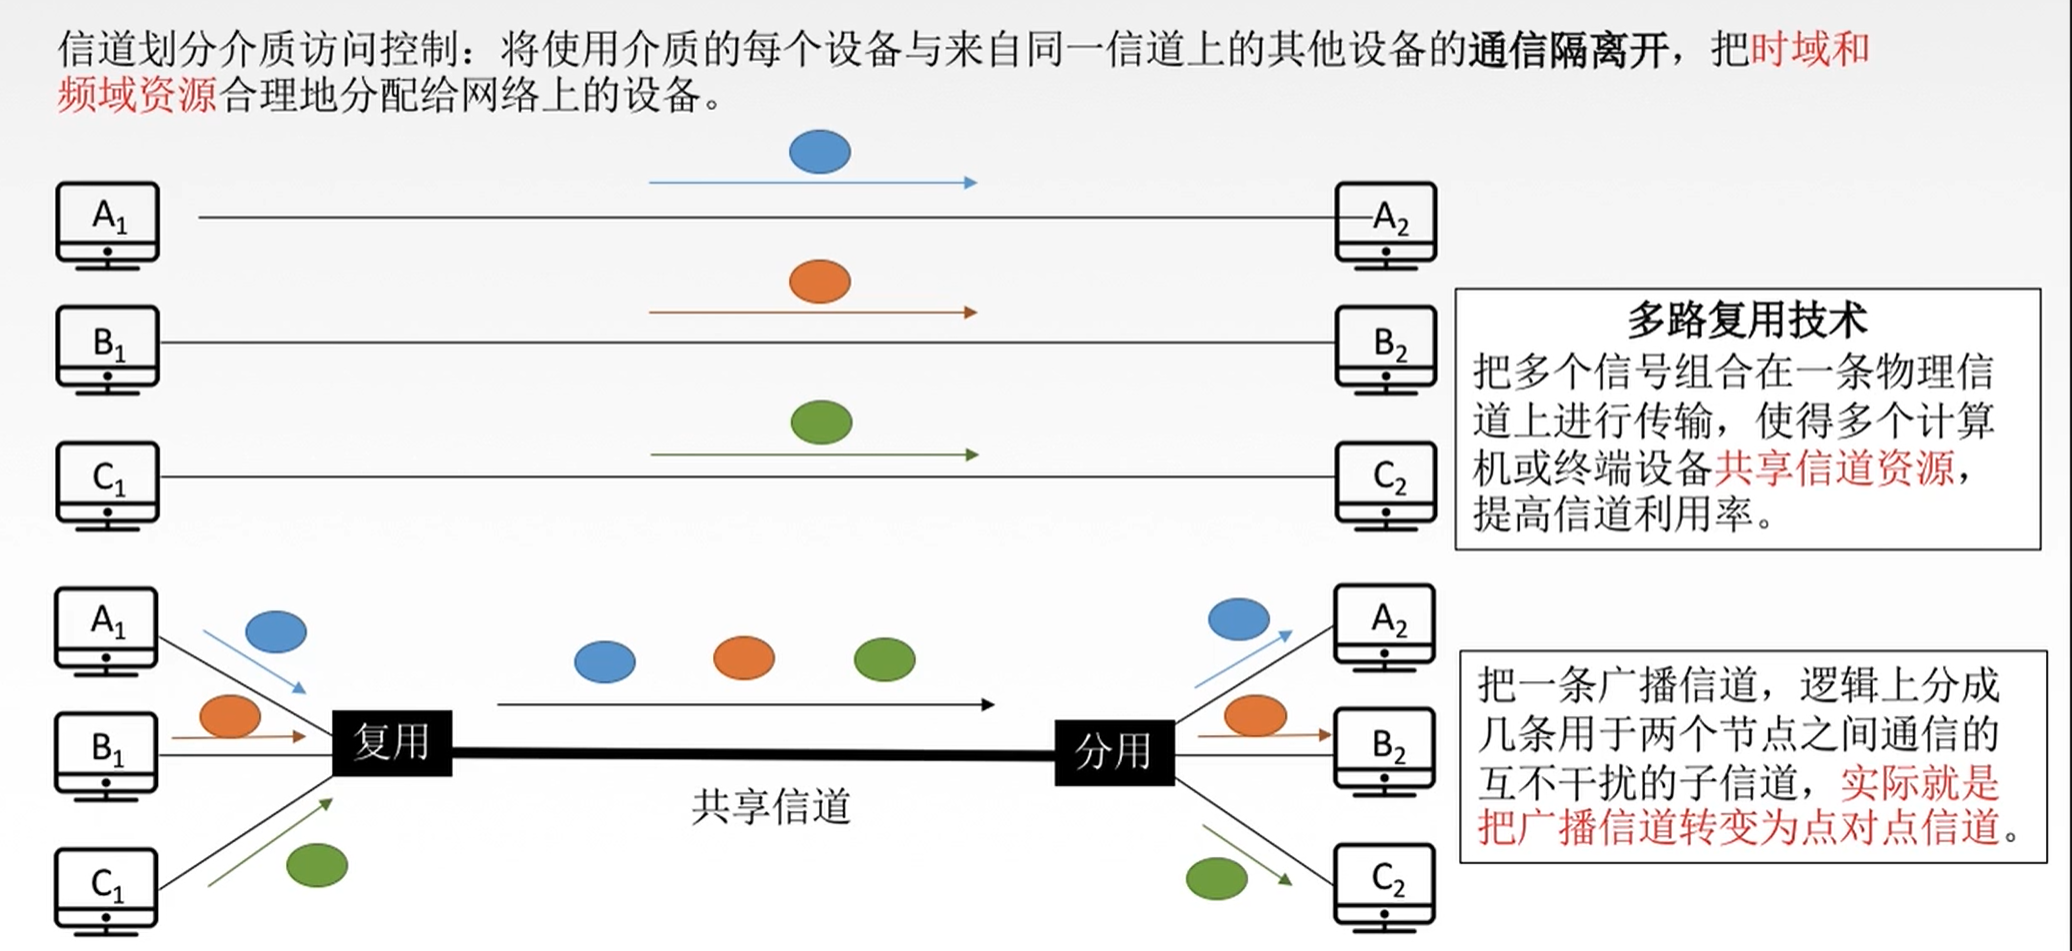 信道划分介质访问控制：将使用介质的每个设备与来自同一信道上的其他设备的通信隔离开，把时域和
频域资源合理地分配给网络上的设备。
A₁
A₂
B₁
B₂
C₁
C₂
多路复用技术
把多个信号组合在一条物理信
道上进行传输，使得多个计算
机或终端设备共享信道资源，
提高信道利用率。
A₁
B₁
C₁
复用
共享信道
分用
A₂
B₂
C₂
把一条广播信道，逻辑上分成
几条用于两个节点之间通信的
互不干扰的子信道，实际就是
把广播信道转变为点对点信道。